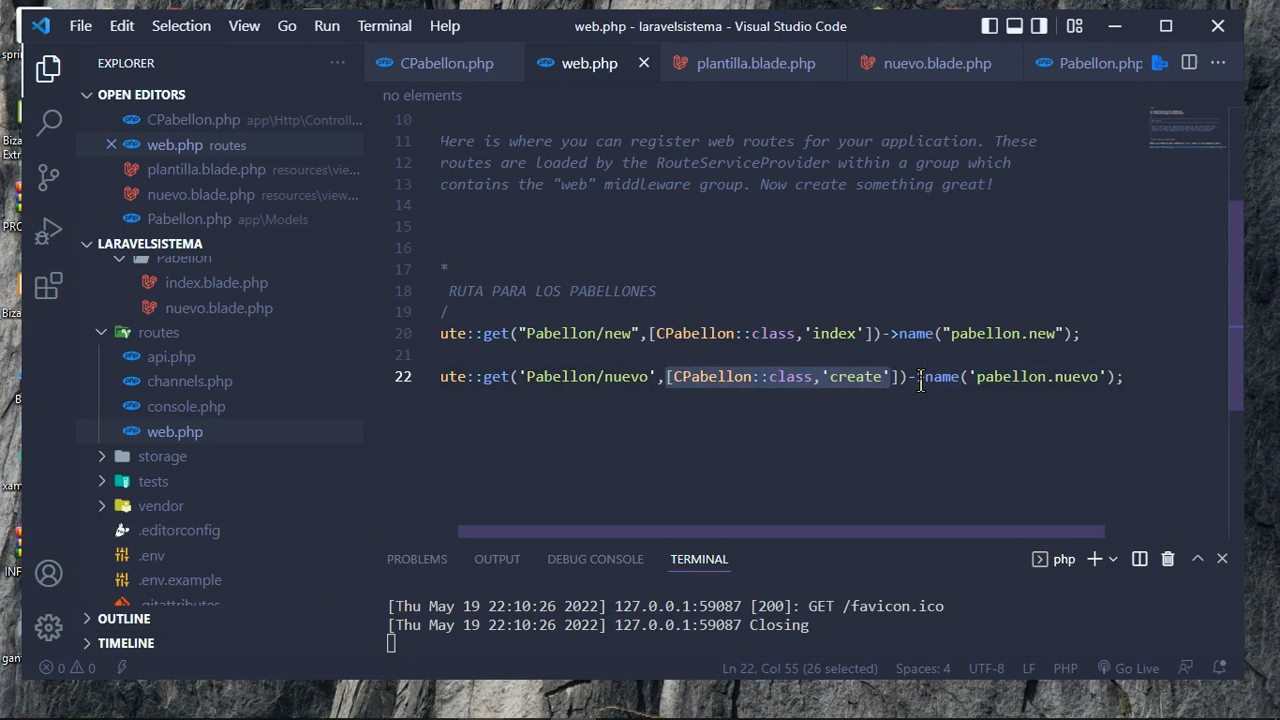 File Edit Selection View Go Run Terminal Help
web.php - laravelsistema - Visual Studio Code
EXPLORER
OPEN EDITORS
CPabellon.php app\Http\Controll...
web.php routes
plantilla.blade.php resources\vie...
nuevo.blade.php resources\view...
Pabellon.php app\Models
LARAVELSISTEMA
Pabellon
index.blade.php
nuevo.blade.php
routes
api.php
channels.php
console.php
web.php
storage
tests
vendor
.editorconfig
.env
.env.example
.gitattributes
OUTLINE
TIMELINE
CPabellon.php web.php plantilla.blade.php nuevo.blade.php Pabellon.php
no elements
10
11 Here is where you can register web routes for your application. These
12 routes are loaded by the RouteServiceProvider within a group which
13 contains the "web" middleware group. Now create something great!
14
15
16
17 *
18 RUTA PARA LOS PABELLONES
19 /
20 ute::get("Pabellon/new",[CPabellon::class,'index'])->name("pabellon.new");
21
22 ute::get('Pabellon/nuevo',[CPabellon::class,'create'])->name('pabellon.nuevo');
PROBLEMS OUTPUT DEBUG CONSOLE TERMINAL php
[Thu May 19 22:10:26 2022] 127.0.0.1:59087 [200]: GET /favicon.ico
[Thu May 19 22:10:26 2022] 127.0.0.1:59087 Closing
0 0 Ln 22, Col 55 (26 selected) Spaces: 4 UTF-8 LF PHP Go Live